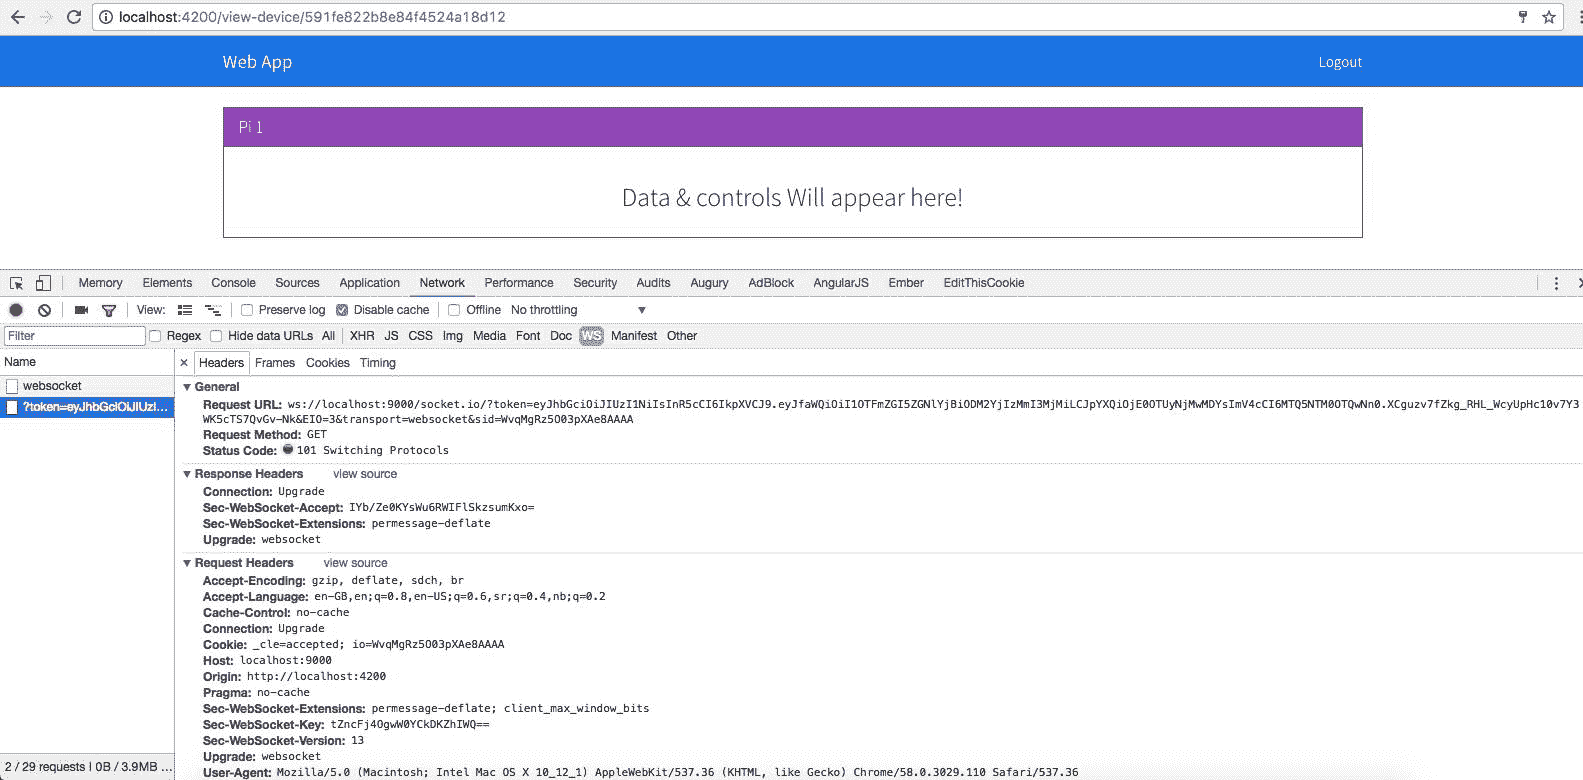 localhost:4200/view-device/591fe822b8e84f4524a18d12
Web App Logout
Pi 1
Data & controls Will appear here!
Memory Elements Console Sources Application Network Performance Security Audits Augury AdBlock AngularJS Ember EditThisCookie
View: Preserve log Disable cache Offline No throttling
Filter Regex Hide data URLs All XHR JS CSS Img Media Font Doc WS Manifest Other
Name Headers Frames Cookies Timing
websocket
?token=eyJhbGciOiJIUzI...
General
Request URL: ws://localhost:9000/socket.io/?token=eyJhbGciOiJIUzI1NiIsInR5cCI6IkpXVCJ9.eyJfaWQiOiI1OTFmZGI5ZGNlYjBiODM2YjIzMmI3MjMiLCJpYXQiOjE0OTUyNjMwMDYsImV4cCI6MTQ5NTM0OTQwNn0.XCguzv7fZkg_RHL_WcyUpHc10v7Y3
WK5cTS7QvGv-Nk&EIO=3&transport=websocket&sid=WvqMgRz5O03pXAe8AAAA
Request Method: GET
Status Code: 101 Switching Protocols
Response Headers view source
Connection: Upgrade
Sec-WebSocket-Accept: IYb/Ze0KYsWu6RWIFlSkzsumKxo=
Sec-WebSocket-Extensions: permessage-deflate
Upgrade: websocket
Request Headers view source
Accept-Encoding: gzip, deflate, sdch, br
Accept-Language: en-GB,en;q=0.8,en-US;q=0.6,sr;q=0.4,nb;q=0.2
Cache-Control: no-cache
Connection: Upgrade
Cookie: _cle=accepted; io=WvqMgRz5O03pXAe8AAAA
Host: localhost:9000
Origin: http://localhost:4200
Pragma: no-cache
Sec-WebSocket-Extensions: permessage-deflate; client_max_window_bits
Sec-WebSocket-Key: tZncFj4OgwW0YCkDKZhIWQ==
Sec-WebSocket-Version: 13
Upgrade: websocket
2 / 29 requests | 0B / 3.9MB ...
User-Agent: Mozilla/5.0 (Macintosh; Intel Mac OS X 10_12_1) AppleWebKit/537.36 (KHTML, like Gecko) Chrome/58.0.3029.110 Safari/537.36